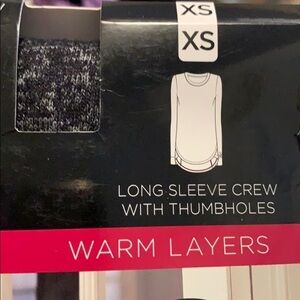 XS
XS
LONG SLEEVE CREW
WITH THUMBHOLES
WARM LAYERS